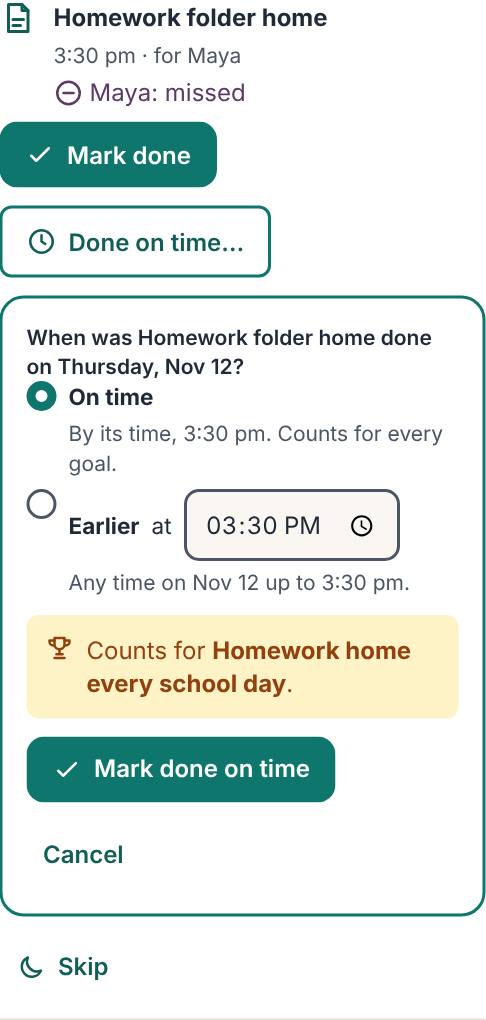 Homework folder home
3:30 pm · for Maya
Maya: missed
Mark done
Done on time...
When was Homework folder home done
on Thursday, Nov 12?
On time
By its time, 3:30 pm. Counts for every
goal.
Earlier at 03:30 PM
Any time on Nov 12 up to 3:30 pm.
Counts for Homework home
every school day.
Mark done on time
Cancel
Skip